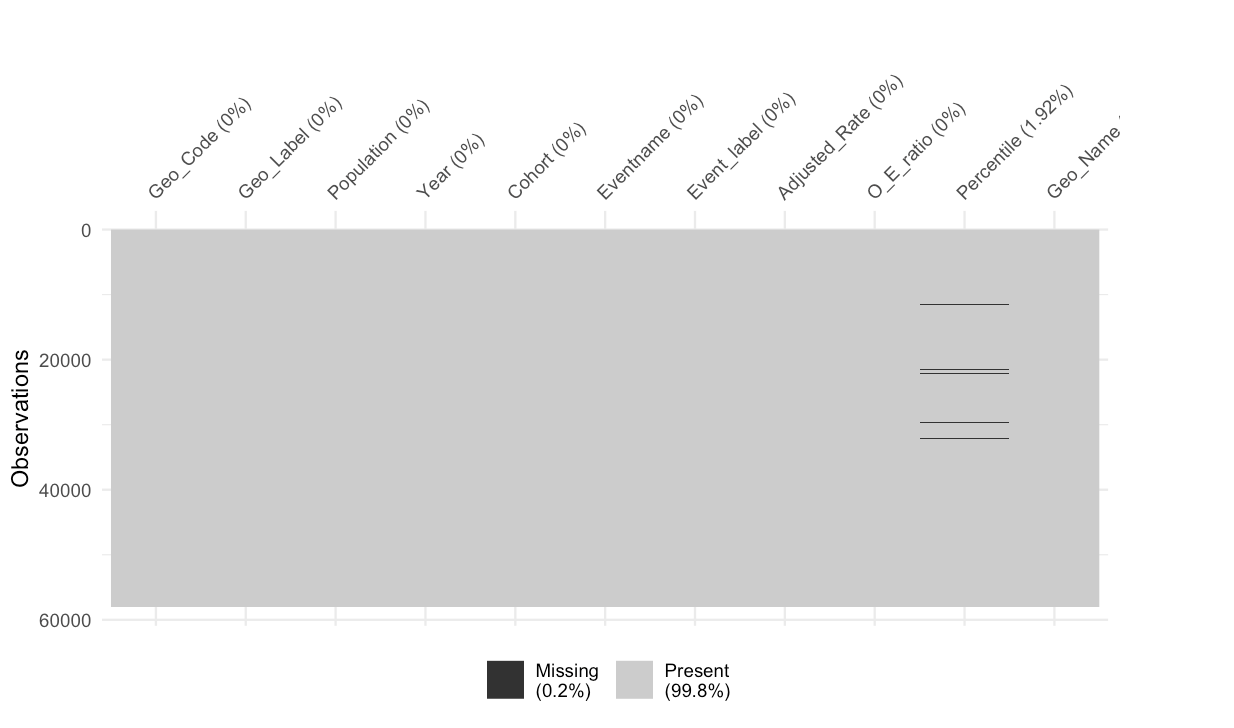 Geo_Code (0%)
Geo_Label (0%)
Population (0%)
Year (0%)
Cohort (0%)
Eventname (0%)
Event_label (0%)
Adjusted_Rate (0%)
O_E_ratio (0%)
Percentile (1.92%)
Geo_Name
0
20000
40000
60000
Observations
Missing
(0.2%)
Present
(99.8%)